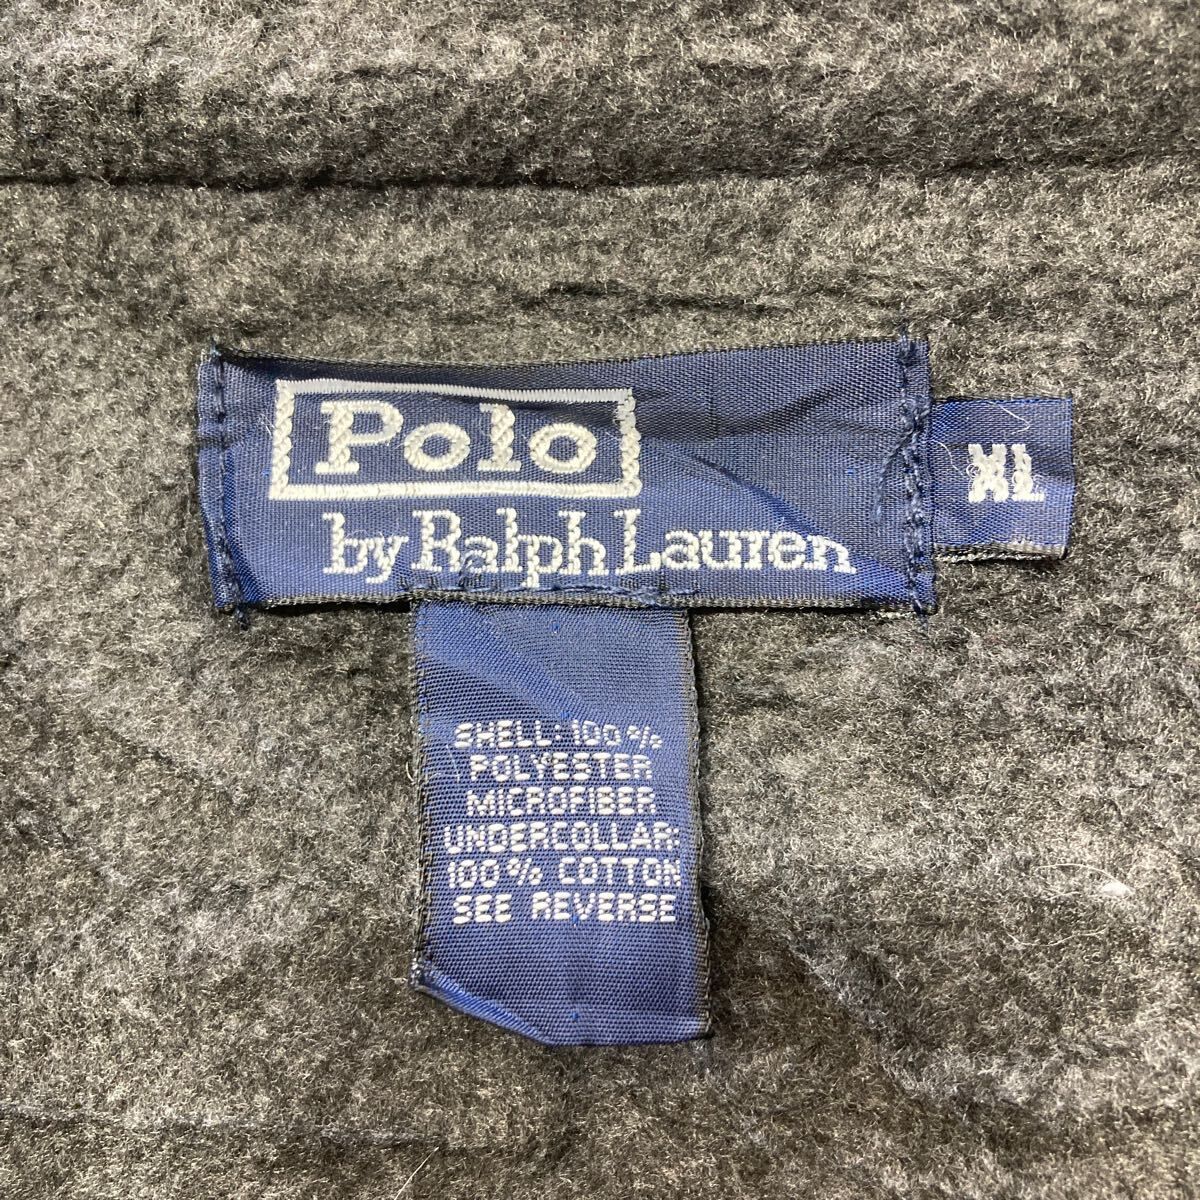 Polo
by Ralph Lauren
XL
SHELL: 100%
POLYESTER
MICROFIBER
UNDERCOLLAR:
100% COTTON
SEE REVERSE